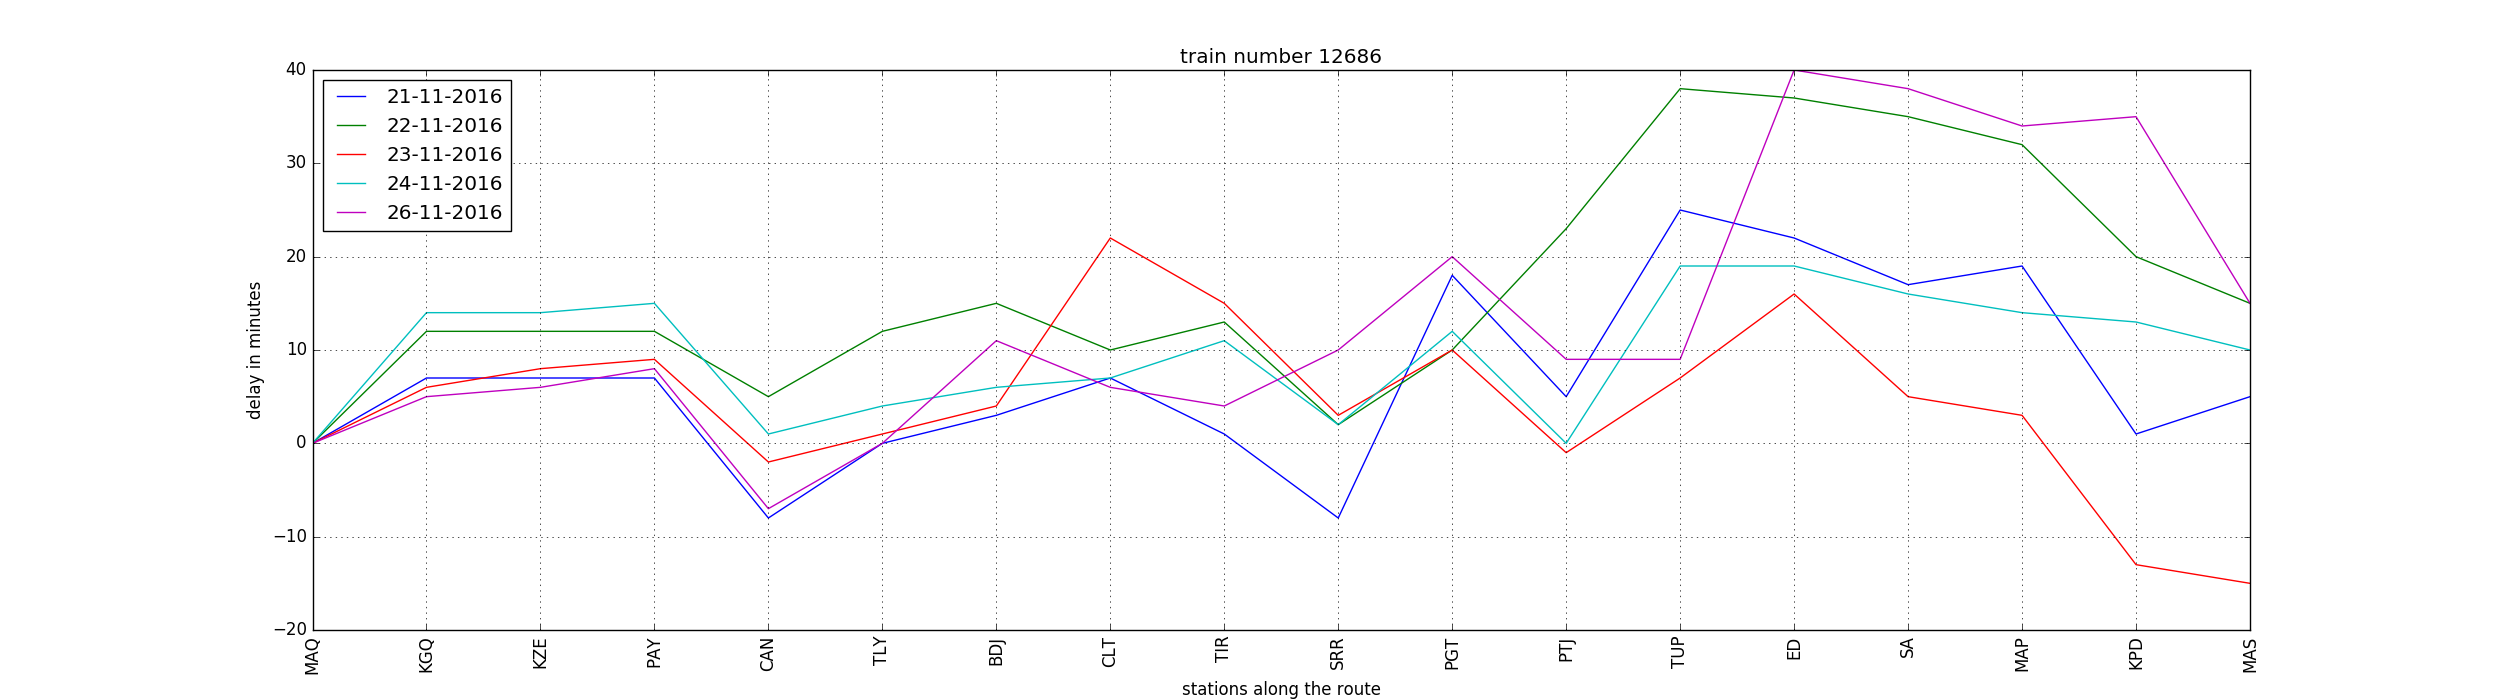 train number 12686
40
30
20
10
0
−10
−20
delay in minutes
21-11-2016
22-11-2016
23-11-2016
24-11-2016
26-11-2016
MAQ
KGQ
KZE
PAY
CAN
TLY
BDJ
CLT
TIR
SRR
PGT
PTJ
TUP
ED
SA
MAP
KPD
MAS
stations along the route